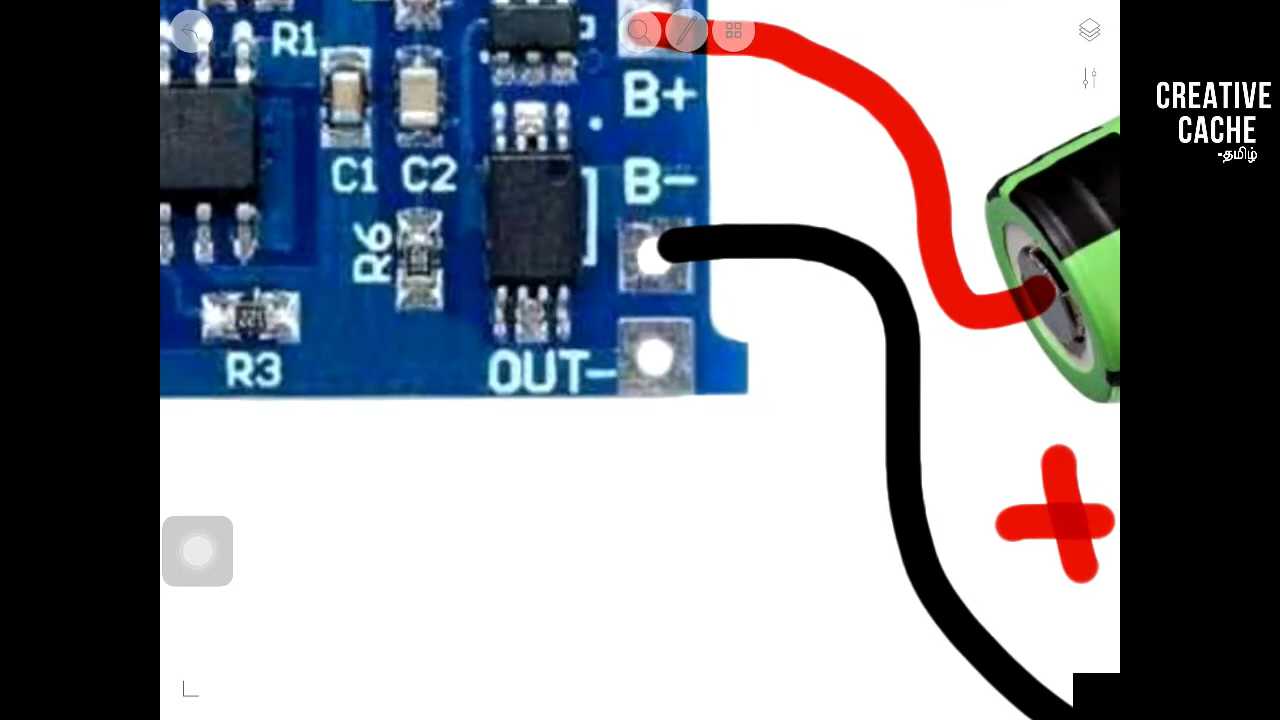 R1
B+
CREATIVE
CACHE
-தமிழ்
B-
C1 C2
R6
R3
OUT-